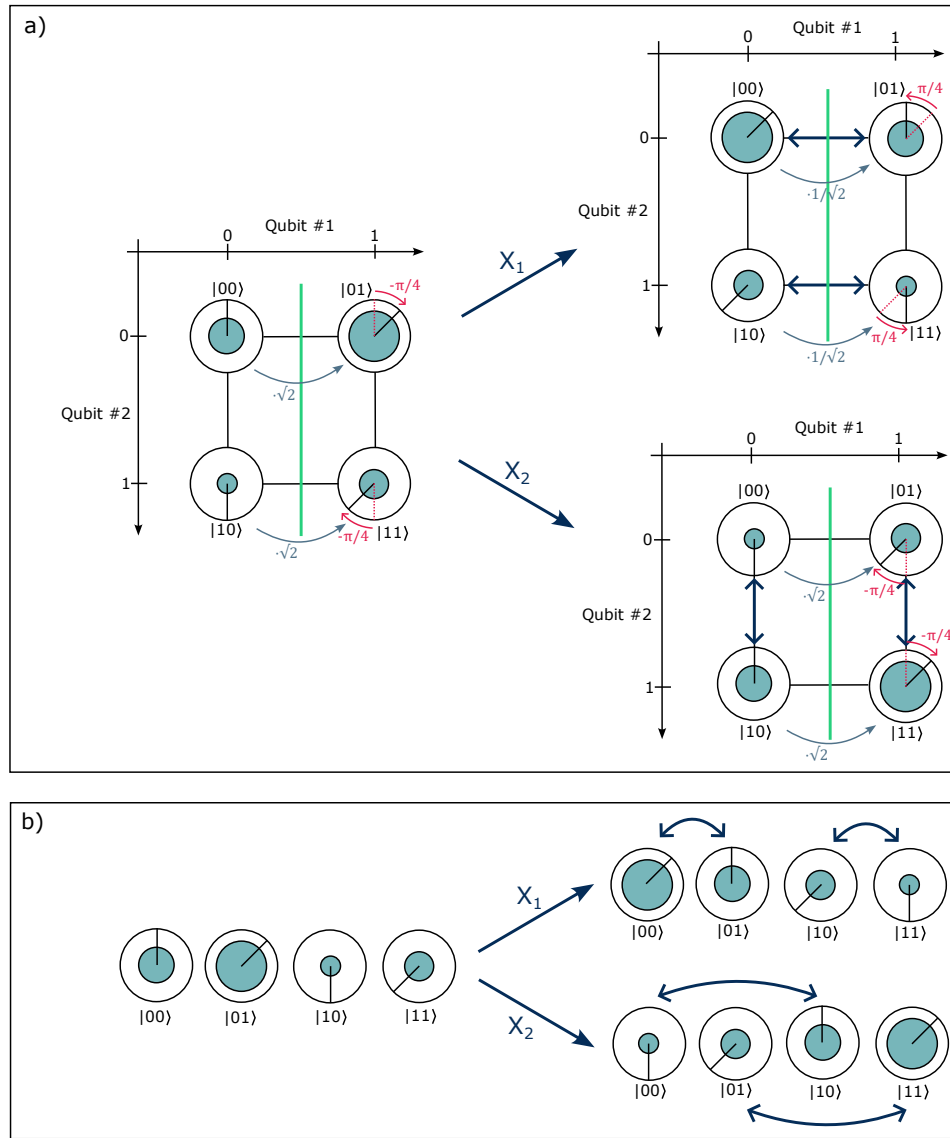 a)
Qubit #1
0 1
|00⟩ |01⟩
π/4
0
·1/√2
Qubit #2
1
|10⟩
·1/√2
π/4
|11⟩
X₁
Qubit #1
0 1
|00⟩ |01⟩
-π/4
0
·√2
Qubit #2
1
|10⟩
·√2
-π/4
|11⟩
X₂
Qubit #1
0 1
|00⟩ |01⟩
0
·√2
-π/4
Qubit #2
-π/4
1
|10⟩
·√2
|11⟩
b)
X₁
|00⟩ |01⟩ |10⟩ |11⟩
|00⟩ |01⟩ |10⟩ |11⟩
X₂
|00⟩ |01⟩ |10⟩ |11⟩